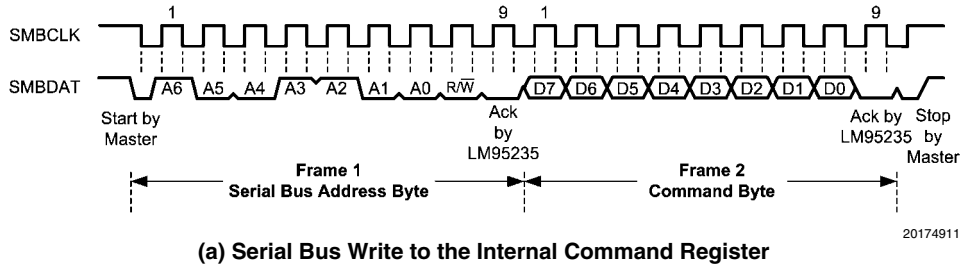 1 9 1 9
SMBCLK
SMBDAT A6 A5 A4 A3 A2 A1 A0 R/W̅ D7 D6 D5 D4 D3 D2 D1 D0
Start by Ack Ack by Stop
Master by LM95235 by
LM95235 Master
Frame 1 Frame 2
Serial Bus Address Byte Command Byte
20174911
(a) Serial Bus Write to the Internal Command Register